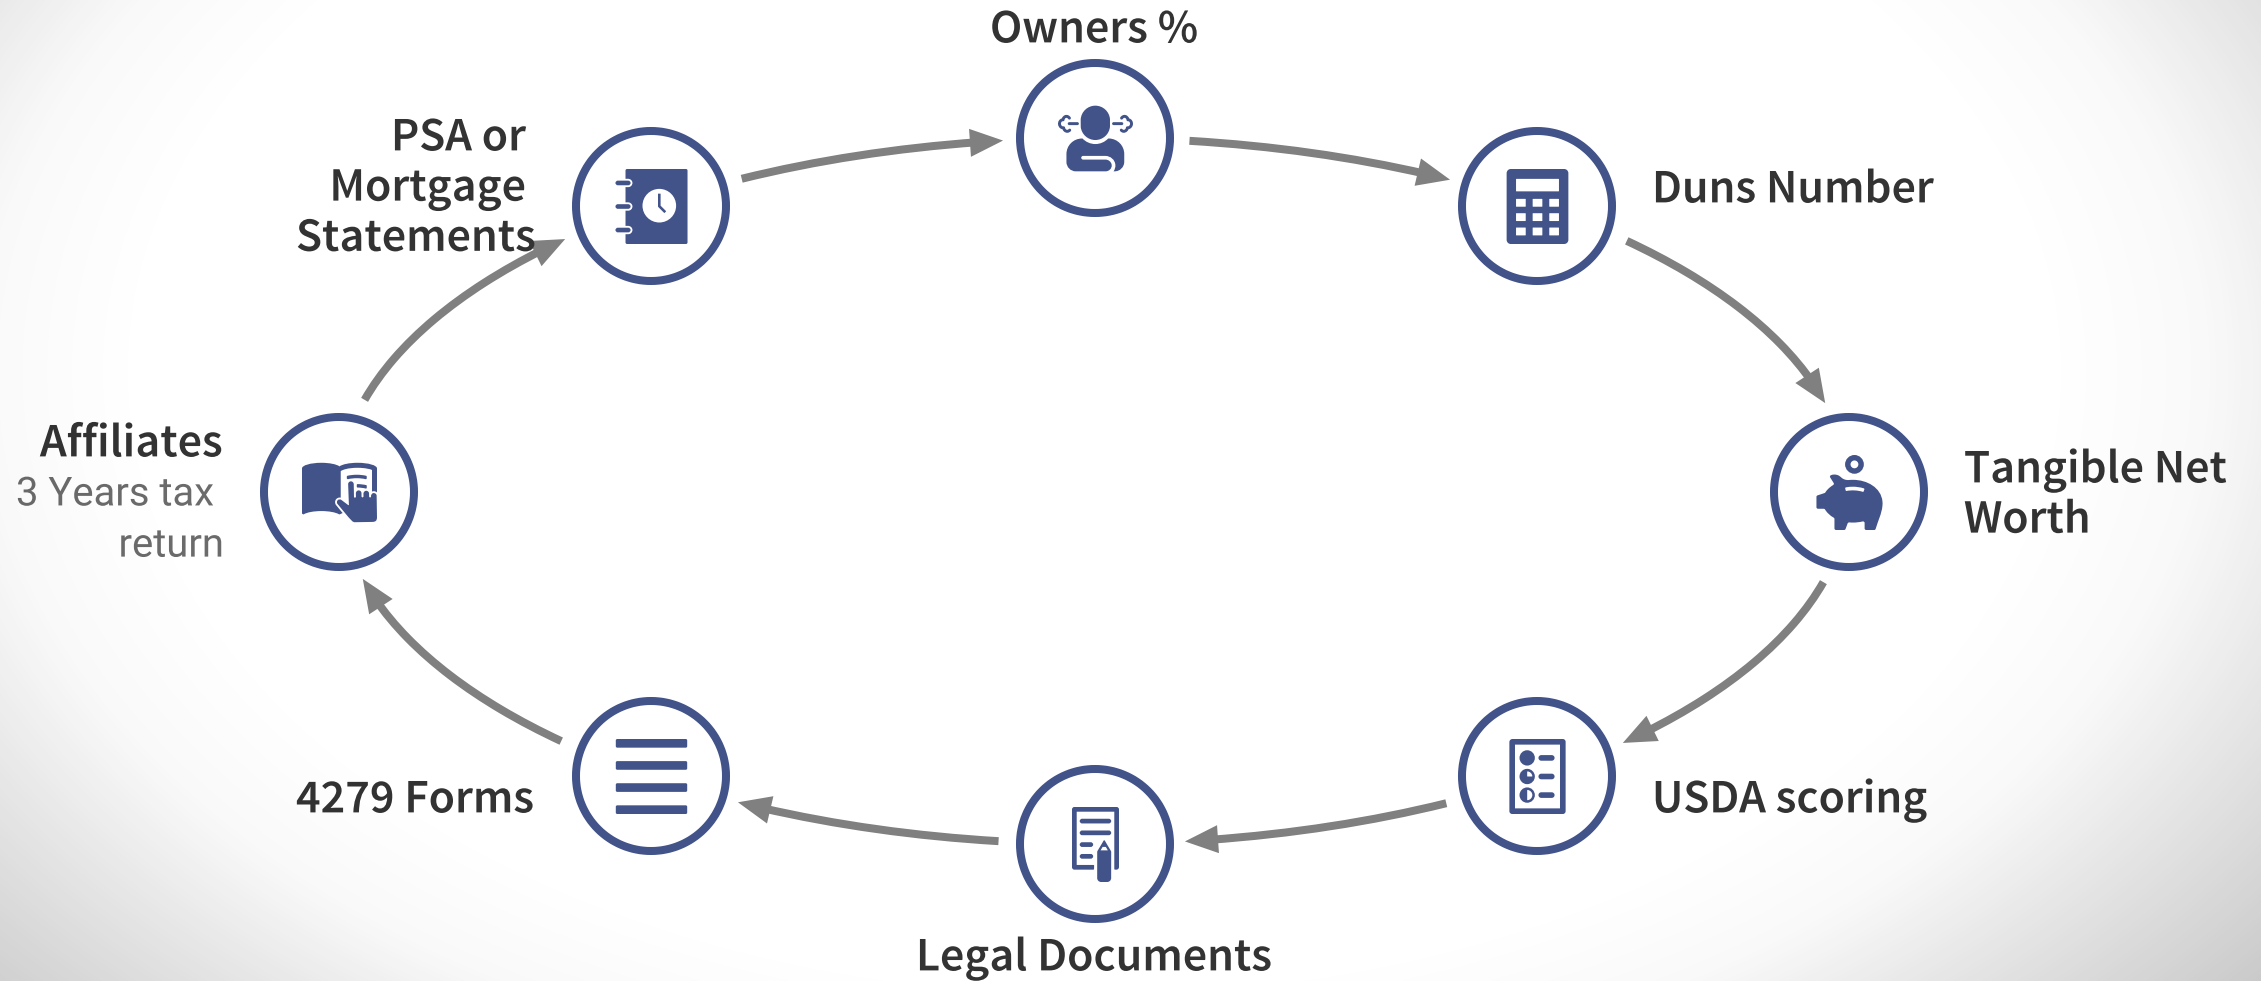 Owners %
PSA or
Mortgage
Statements
Duns Number
Affiliates
3 Years tax
return
Tangible Net
Worth
4279 Forms
USDA scoring
Legal Documents